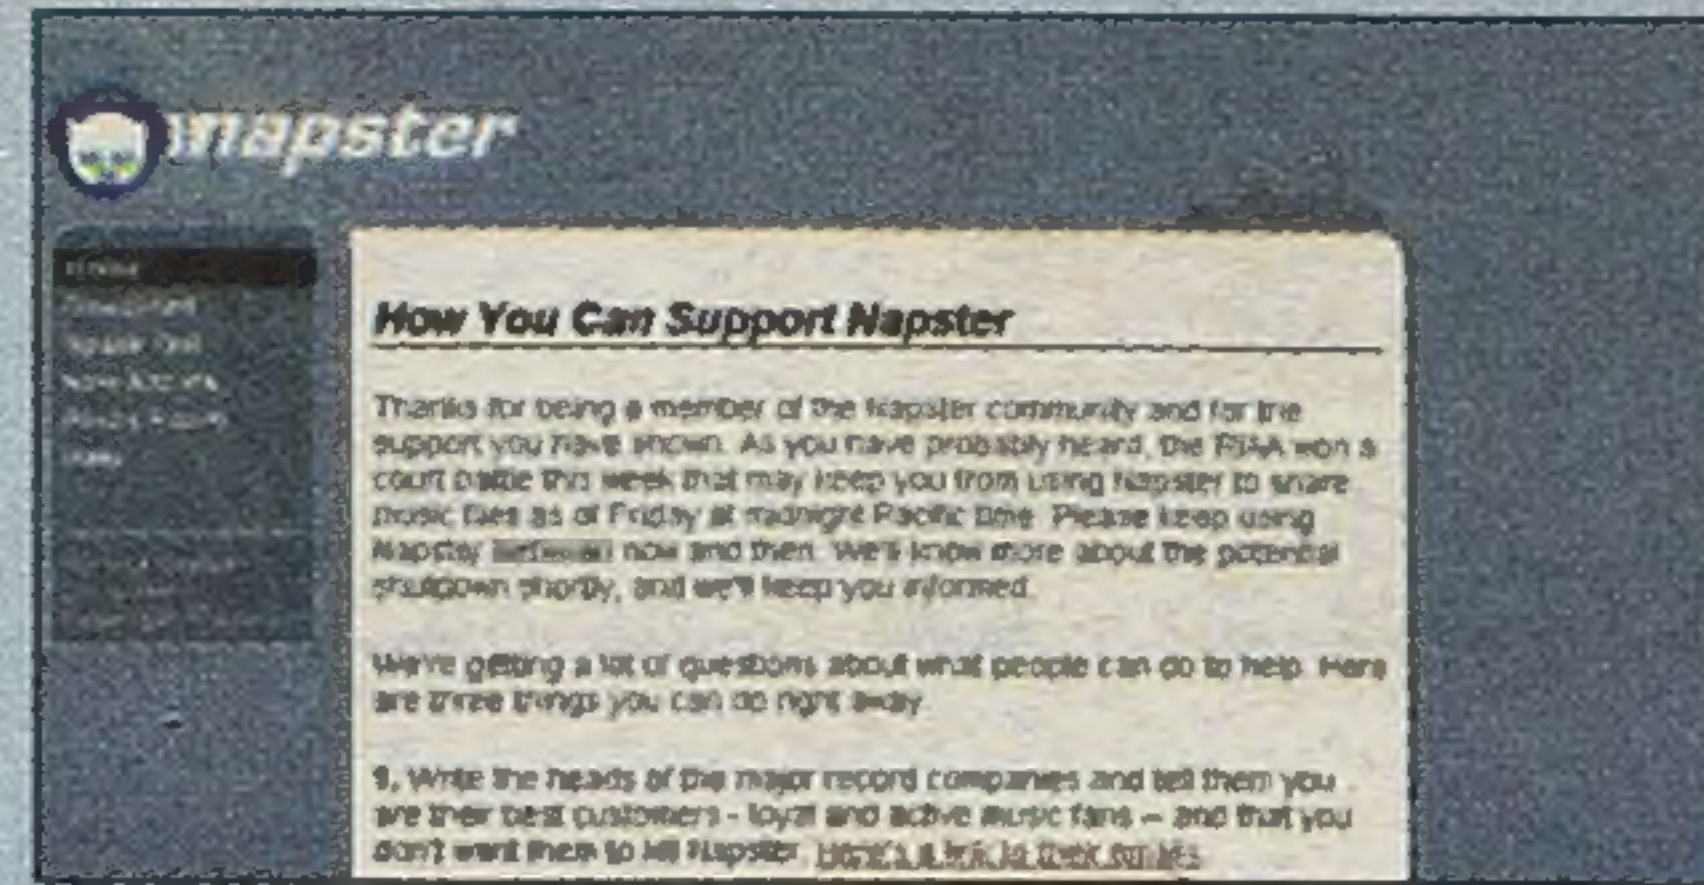 napster
How You Can Support Napster
Thanks for being a member of the Napster community and for the
support you have shown. As you have probably heard, the RIAA won a
court battle this week that may keep you from using Napster to share
music files as of Friday at midnight Pacific time. Please keep using
Napster between now and then. We'll know more about the potential
shutdown shortly, and we'll keep you informed.
We're getting a lot of questions about what people can do to help. Here
are three things you can do right away
Write the heads of the major record companies and tell them you
are their best customers - loyal and active music fans -- and that you
don't want them to kill Napster. Here's a link to their